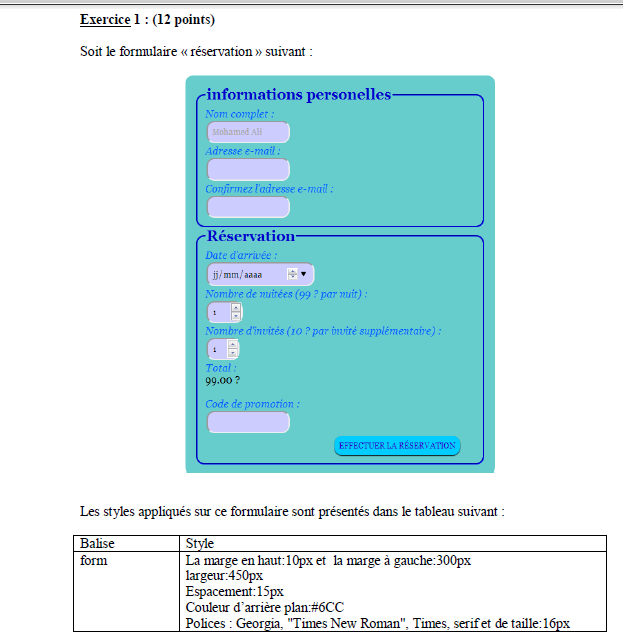 Exercice 1 : (12 points)
Soit le formulaire « réservation » suivant :
informations personelles
Nom complet :
Mohamed Ali
Adresse e-mail :
Confirmez l'adresse e-mail :
Réservation
Date d'arrivée :
jj/mm/aaaa
Nombre de nuitées (99 ? par nuit) :
1
Nombre d'invités (10 ? par invité supplémentaire) :
1
Total :
99.00 ?
Code de promotion :
EFFECTUER LA RÉSERVATION
Les styles appliqués sur ce formulaire sont présentés dans le tableau suivant :
Balise Style
form La marge en haut:10px et la marge à gauche:300px
largeur:450px
Espacement:15px
Couleur d'arrière plan:#6CC
Polices : Georgia, "Times New Roman", Times, serif et de taille:16px